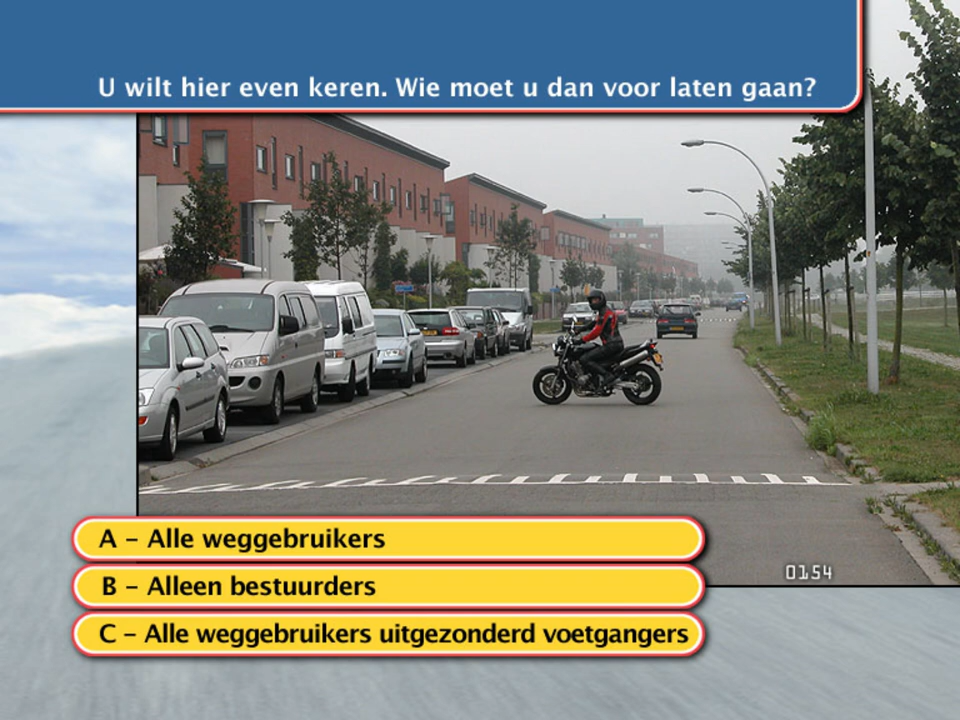 U wilt hier even keren. Wie moet u dan voor laten gaan?
0154
A – Alle weggebruikers
B – Alleen bestuurders
C – Alle weggebruikers uitgezonderd voetgangers